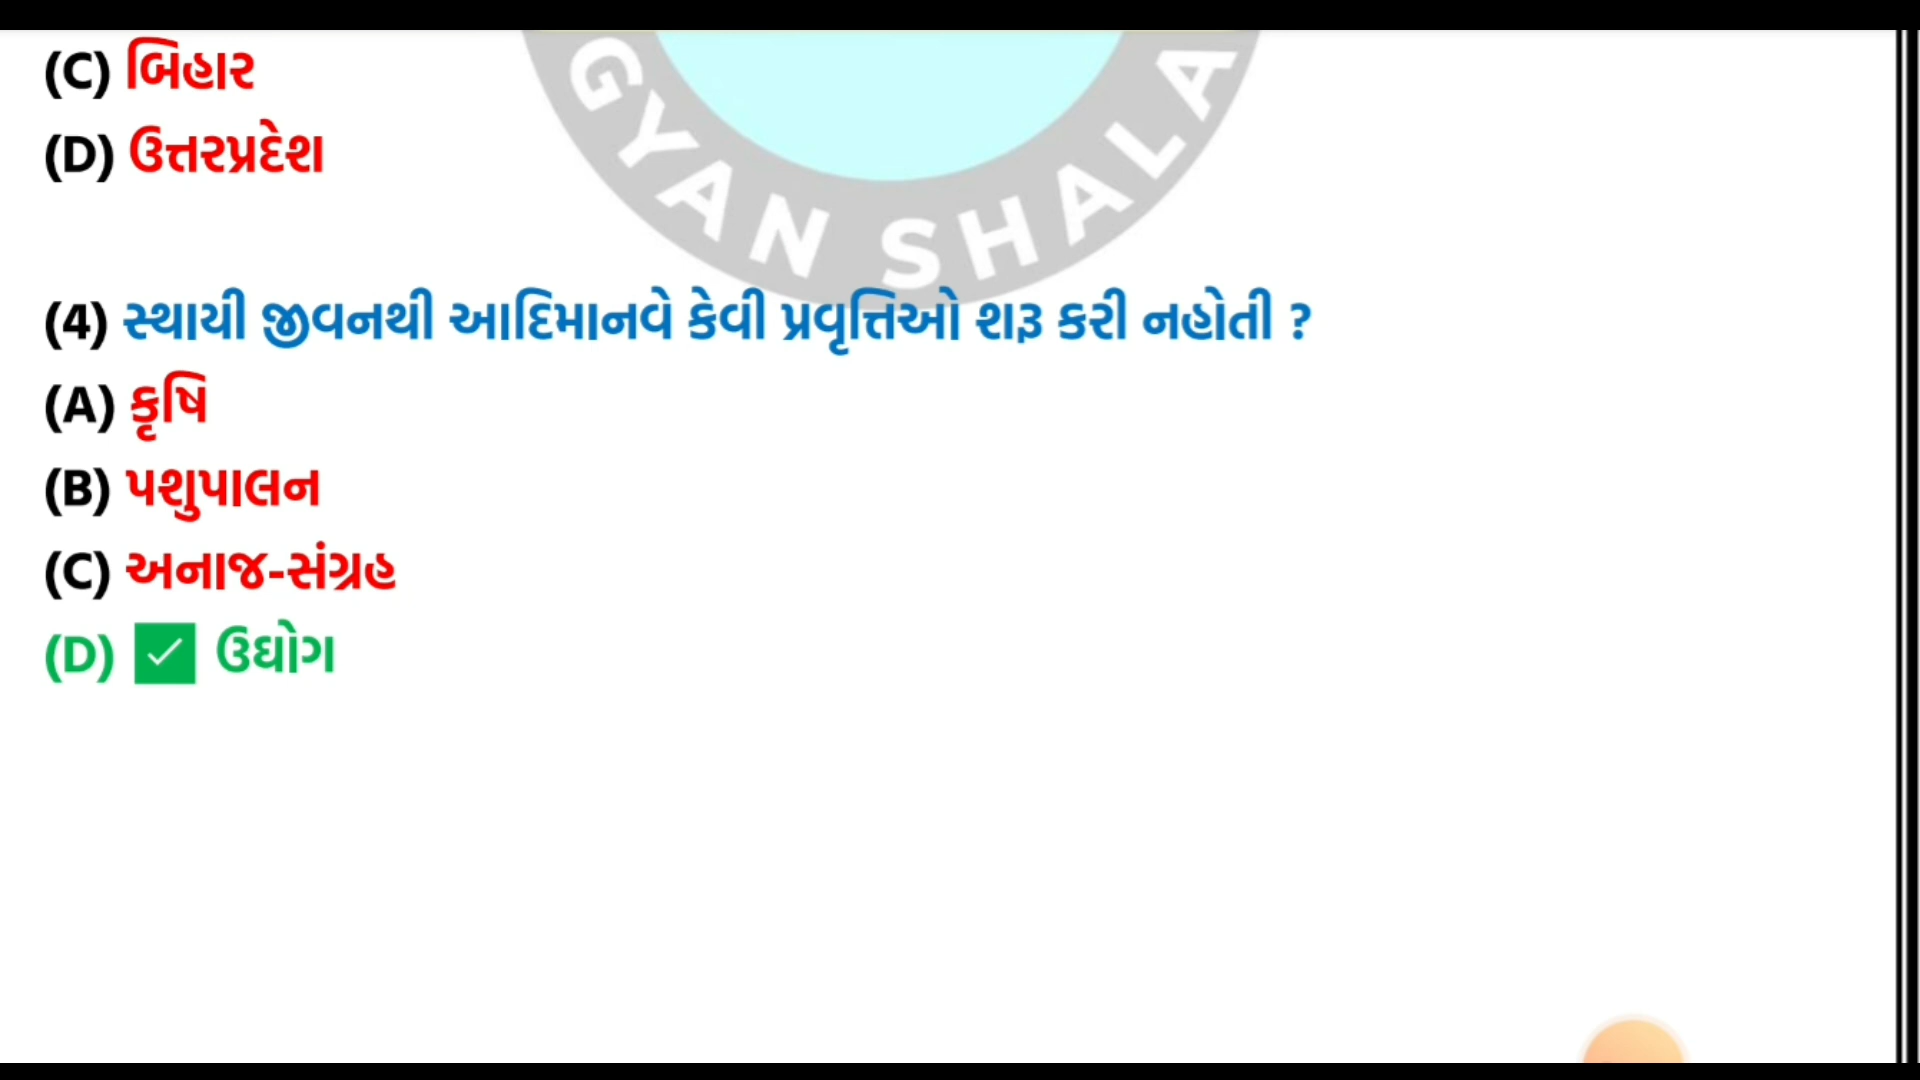 (C) બિહાર
(D) ઉત્તરપ્રદેશ
GYAN SHALA
(4) સ્થાયી જીવનથી આદિમાનવે કેવી પ્રવૃત્તિઓ શરૂ કરી નહોતી ?
(A) કૃષિ
(B) પશુપાલન
(C) અનાજ-સંગ્રહ
(D) ✓ ઉદ્યોગ